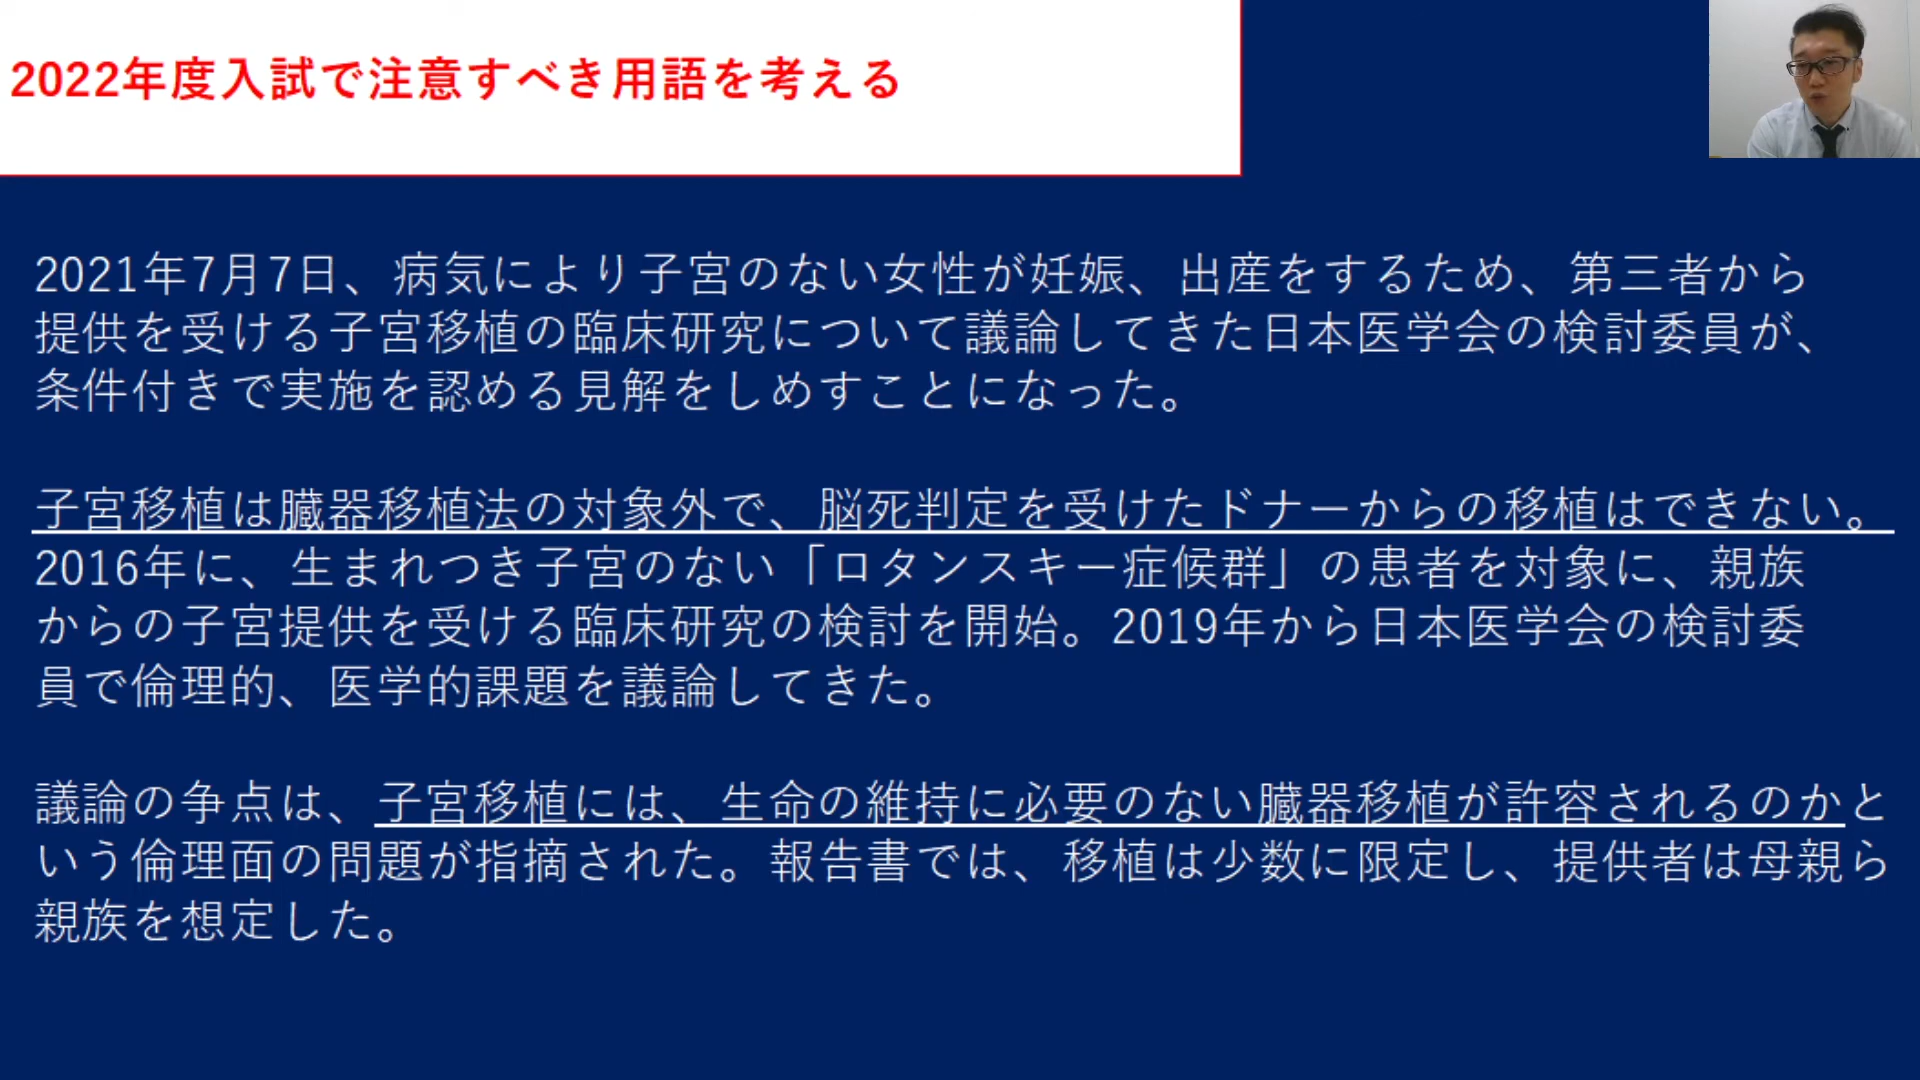 2022年度入試で注意すべき用語を考える
2021年7月7日、病気により子宮のない女性が妊娠、出産をするため、第三者から
提供を受ける子宮移植の臨床研究について議論してきた日本医学会の検討委員が、
条件付きで実施を認める見解をしめすことになった。
子宮移植は臓器移植法の対象外で、脳死判定を受けたドナーからの移植はできない。
2016年に、生まれつき子宮のない「ロタンスキー症候群」の患者を対象に、親族
からの子宮提供を受ける臨床研究の検討を開始。2019年から日本医学会の検討委
員で倫理的、医学的課題を議論してきた。
議論の争点は、子宮移植には、生命の維持に必要のない臓器移植が許容されるのかと
いう倫理面の問題が指摘された。報告書では、移植は少数に限定し、提供者は母親ら
親族を想定した。